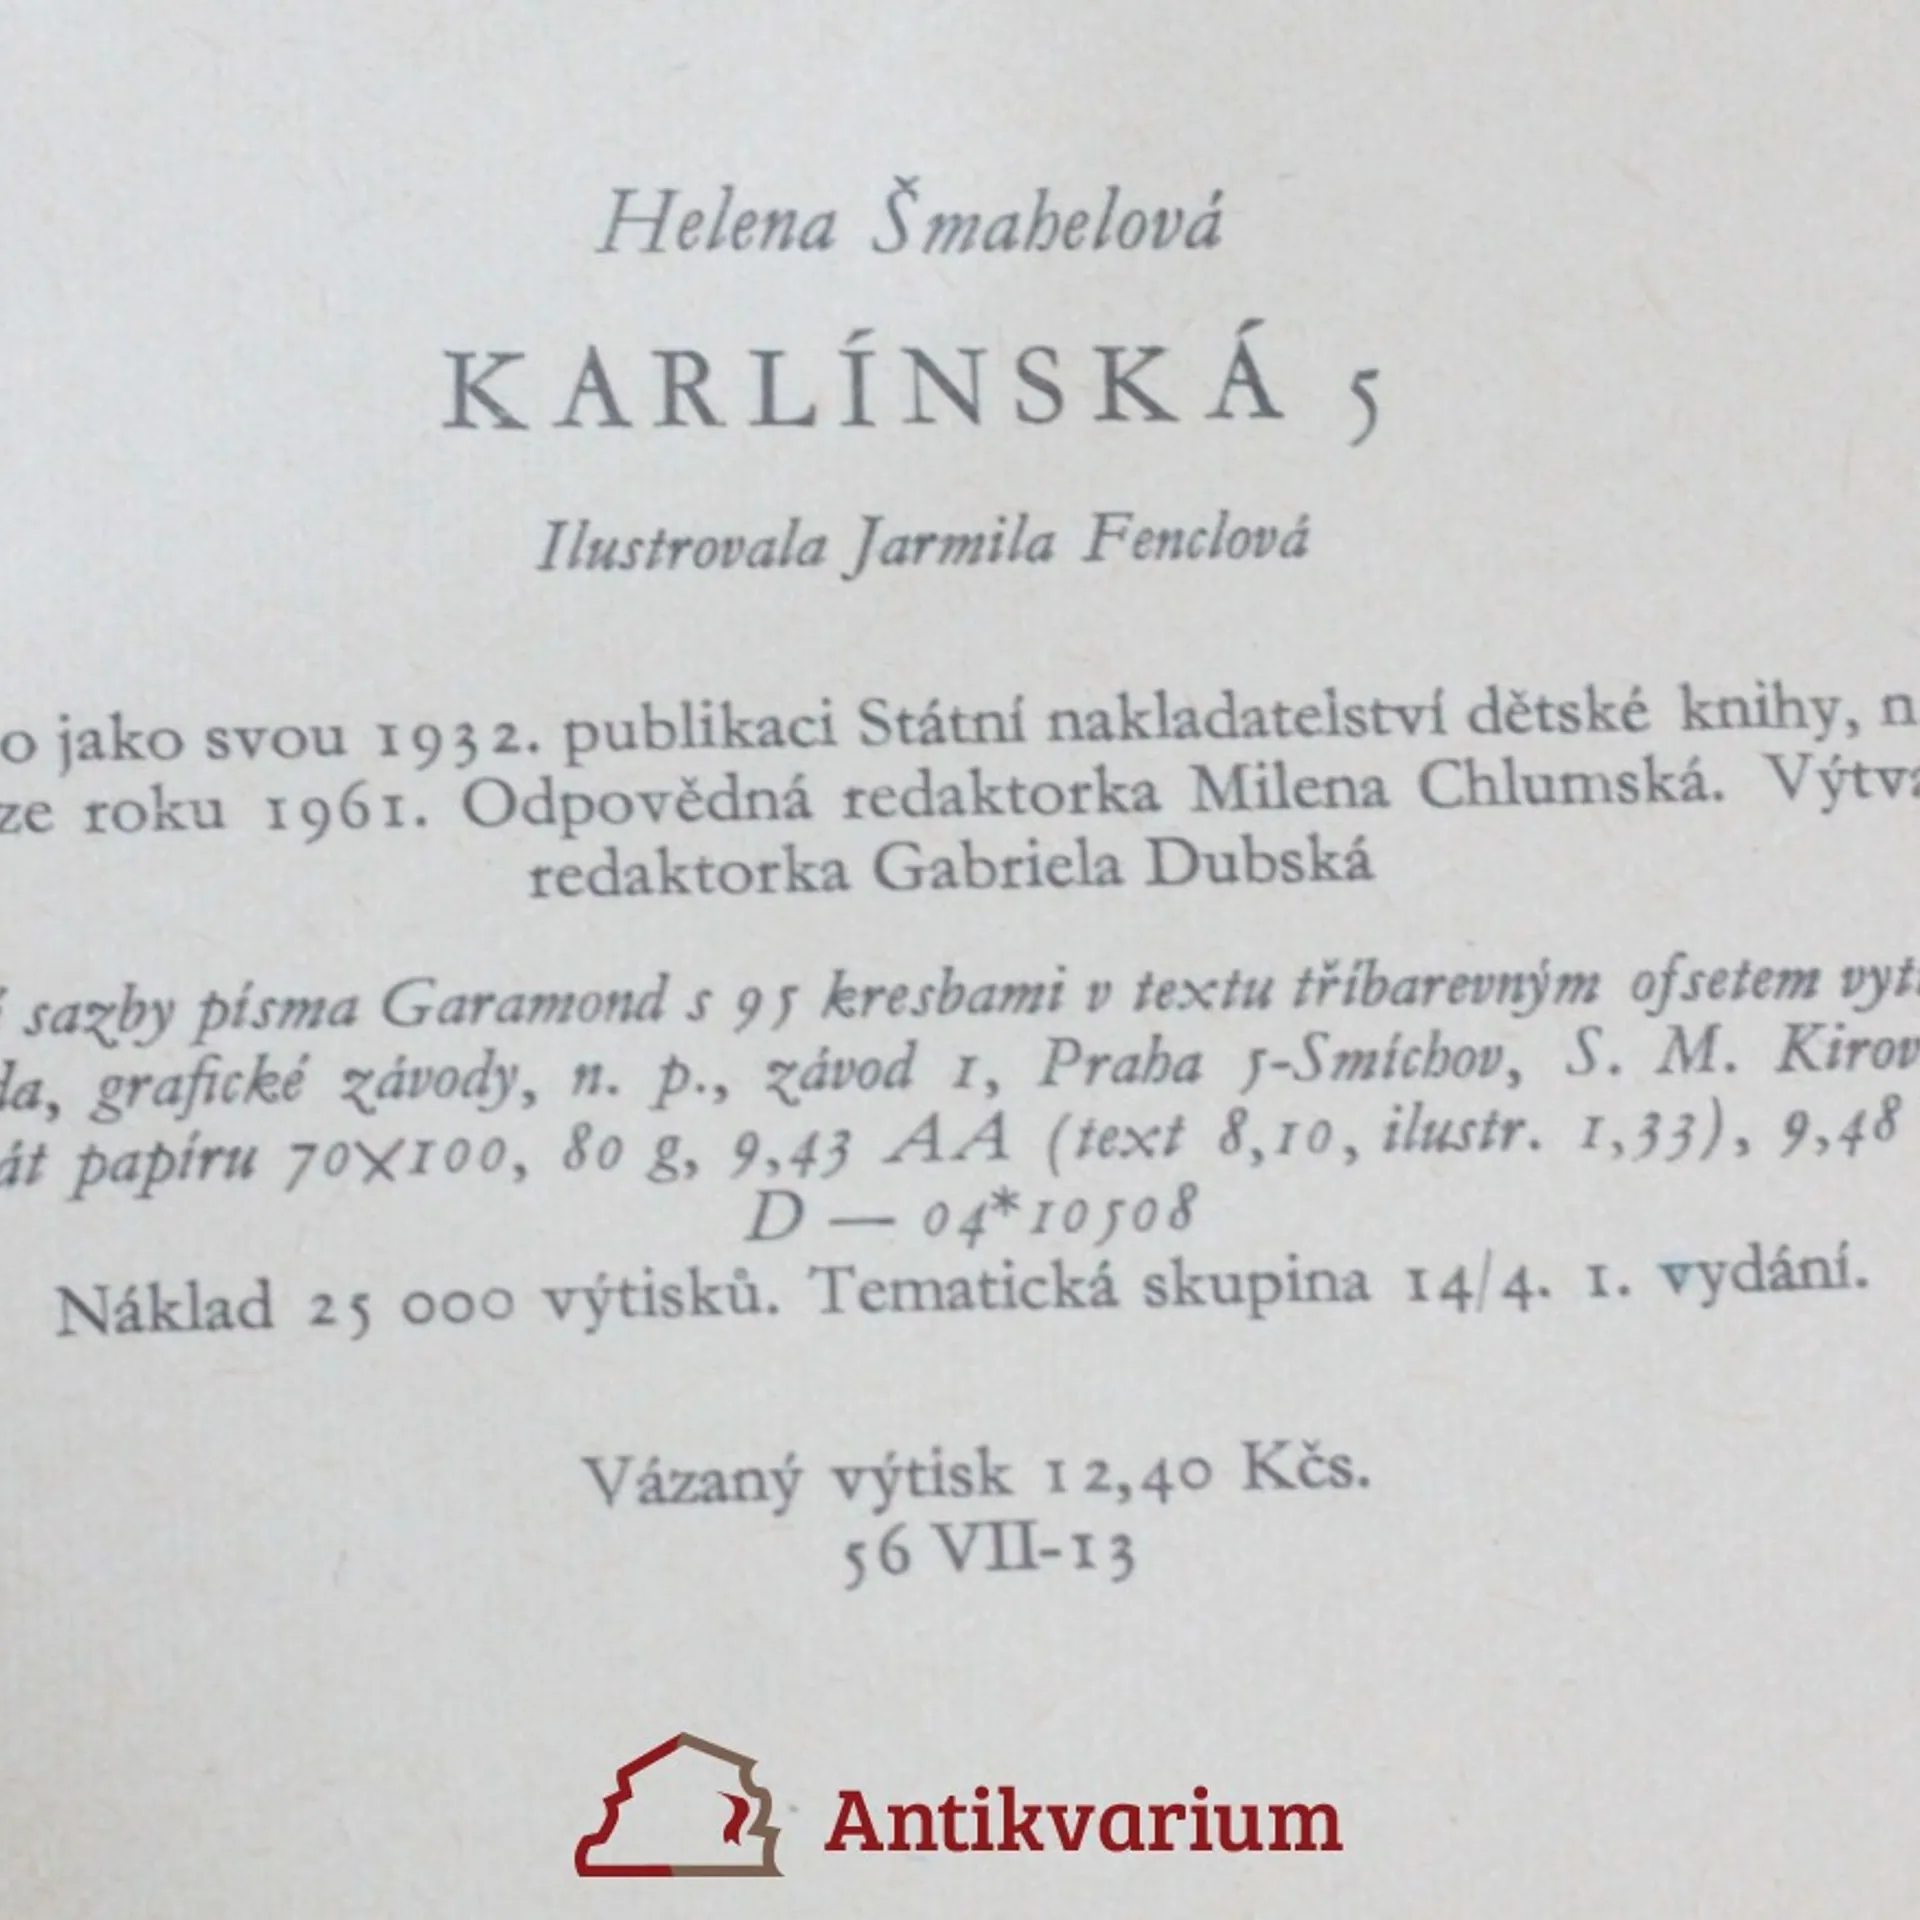 Helena Šmahelová
KARLÍNSKÁ 5
Ilustrovala Jarmila Fenclová
o jako svou 1932. publikaci Státní nakladatelství dětské knihy, n
ze roku 1961. Odpovědná redaktorka Milena Chlumská. Výtva
redaktorka Gabriela Dubská
sazby písma Garamond s 95 kresbami v textu tříbarevným ofsetem vyti
da, grafické závody, n. p., závod 1, Praha 5-Smíchov, S. M. Kirov
át papíru 70×100, 80 g, 9,43 AA (text 8,10, ilustr. 1,33), 9,48
D — 04*10508
Náklad 25 000 výtisků. Tematická skupina 14/4. 1. vydání.
Vázaný výtisk 12,40 Kčs.
56 VII-13
Antikvarium